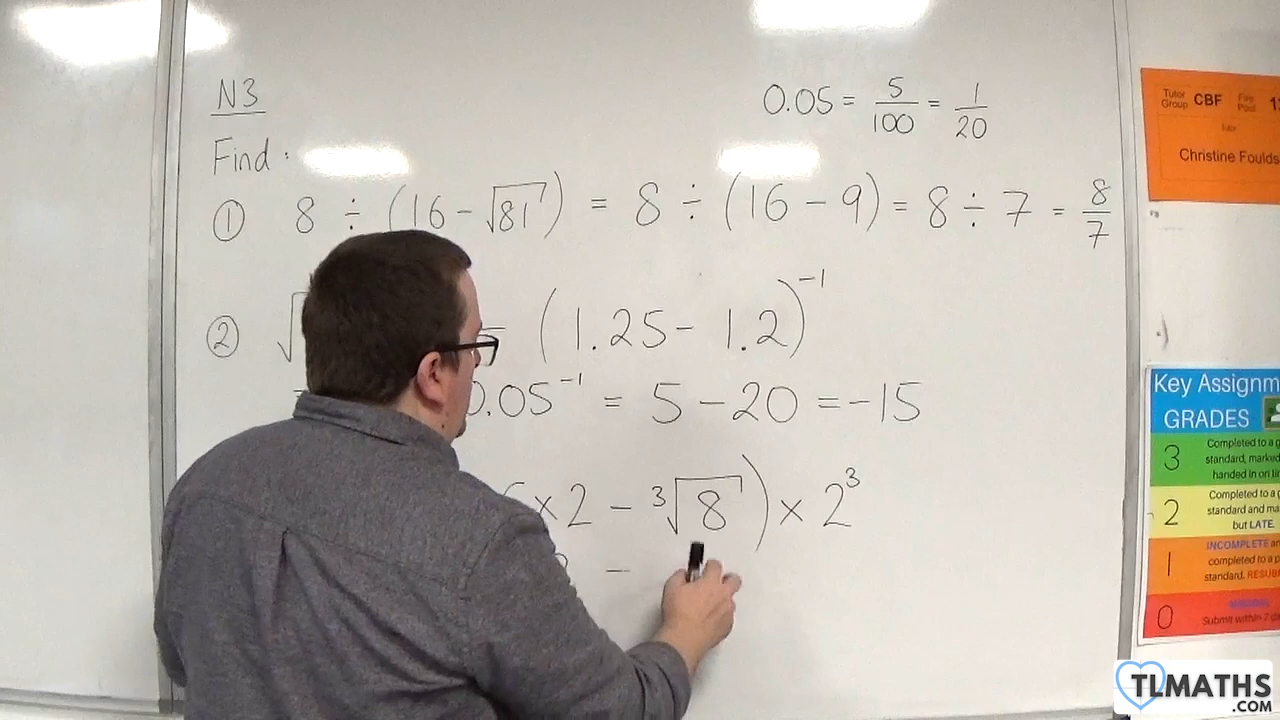 N3
0.05 = 5/100 = 1/20
Find:
① 8 ÷ (16 - √81) = 8 ÷ (16 - 9) = 8 ÷ 7 = 8/7
② √ (1.25 - 1.2)⁻¹
0.05⁻¹ = 5 - 20 = -15
× 2 - ³√8) × 2³
-
Tutor Group CBF
Tutor
Christine Foulds
Key Assignm
GRADES
3 Completed to a g
standard, marked
handed in on ti
2 Completed to a g
standard and ma
but LATE.
1 INCOMPLETE an
completed to a p
standard. RESUB
0
Submit within 7 da
TLMATHS
.COM